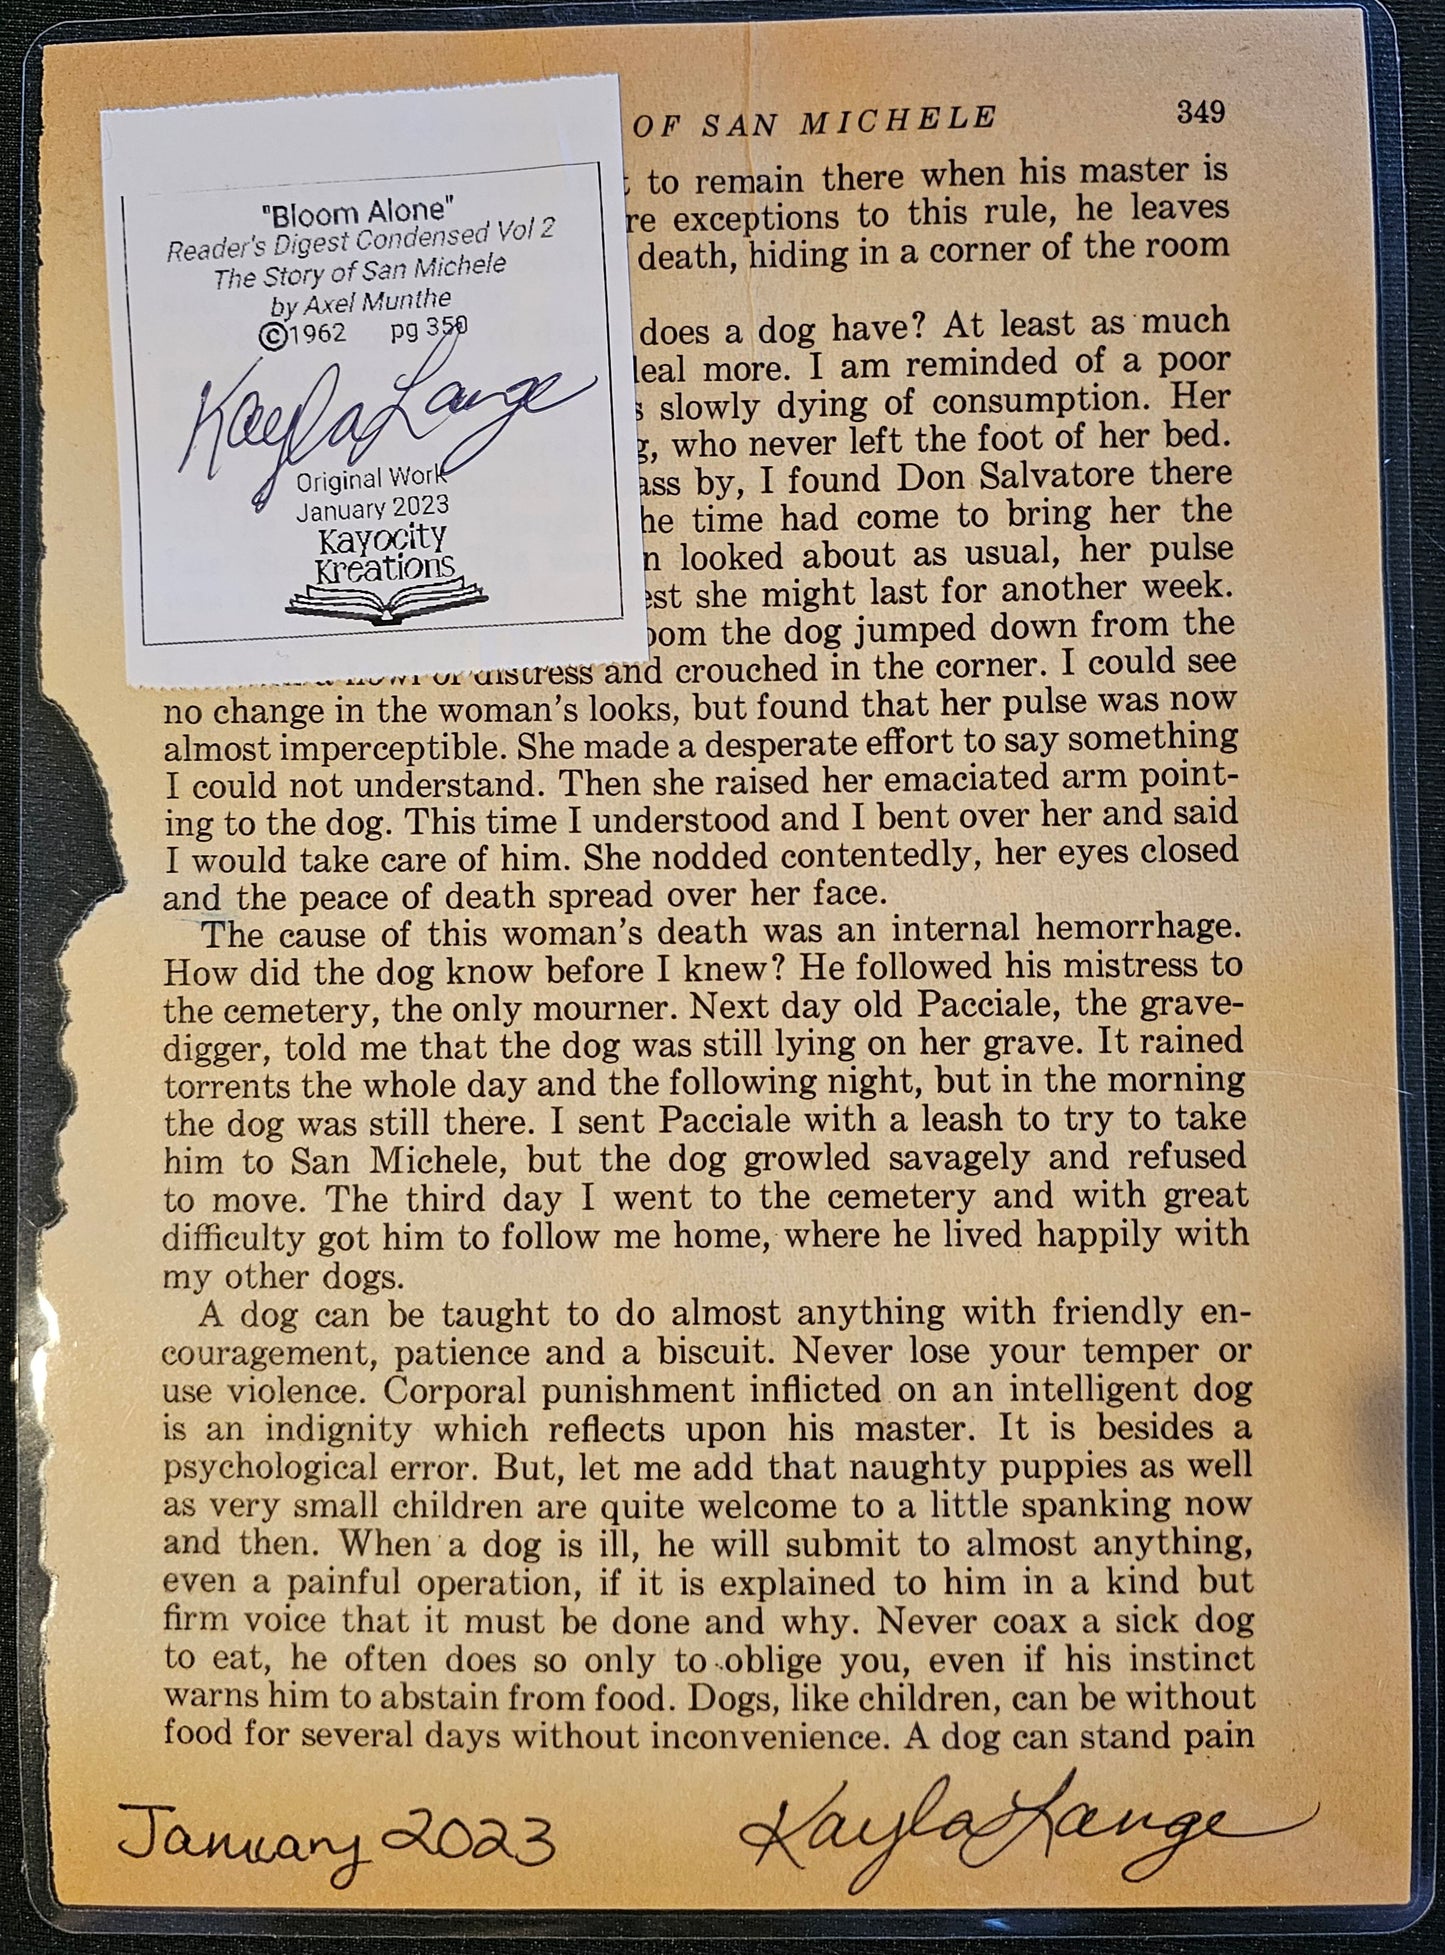 OF SAN MICHELE 349
to remain there when his master is
re exceptions to this rule, he leaves
death, hiding in a corner of the room
does a dog have? At least as much
eal more. I am reminded of a poor
s slowly dying of consumption. Her
g, who never left the foot of her bed.
ass by, I found Don Salvatore there
he time had come to bring her the
n looked about as usual, her pulse
est she might last for another week.
oom the dog jumped down from the
a howl of distress and crouched in the corner. I could see
no change in the woman's looks, but found that her pulse was now
almost imperceptible. She made a desperate effort to say something
I could not understand. Then she raised her emaciated arm point-
ing to the dog. This time I understood and I bent over her and said
I would take care of him. She nodded contentedly, her eyes closed
and the peace of death spread over her face.
The cause of this woman's death was an internal hemorrhage.
How did the dog know before I knew? He followed his mistress to
the cemetery, the only mourner. Next day old Pacciale, the grave-
digger, told me that the dog was still lying on her grave. It rained
torrents the whole day and the following night, but in the morning
the dog was still there. I sent Pacciale with a leash to try to take
him to San Michele, but the dog growled savagely and refused
to move. The third day I went to the cemetery and with great
difficulty got him to follow me home, where he lived happily with
my other dogs.
A dog can be taught to do almost anything with friendly en-
couragement, patience and a biscuit. Never lose your temper or
use violence. Corporal punishment inflicted on an intelligent dog
is an indignity which reflects upon his master. It is besides a
psychological error. But, let me add that naughty puppies as well
as very small children are quite welcome to a little spanking now
and then. When a dog is ill, he will submit to almost anything,
even a painful operation, if it is explained to him in a kind but
firm voice that it must be done and why. Never coax a sick dog
to eat, he often does so only to oblige you, even if his instinct
warns him to abstain from food. Dogs, like children, can be without
food for several days without inconvenience. A dog can stand pain
January 2023 Kayla Lange
"Bloom Alone"
Reader's Digest Condensed Vol 2
The Story of San Michele
by Axel Munthe
©1962 pg 350
Kayla Lange
Original Work
January 2023
Kayocity
Kreations